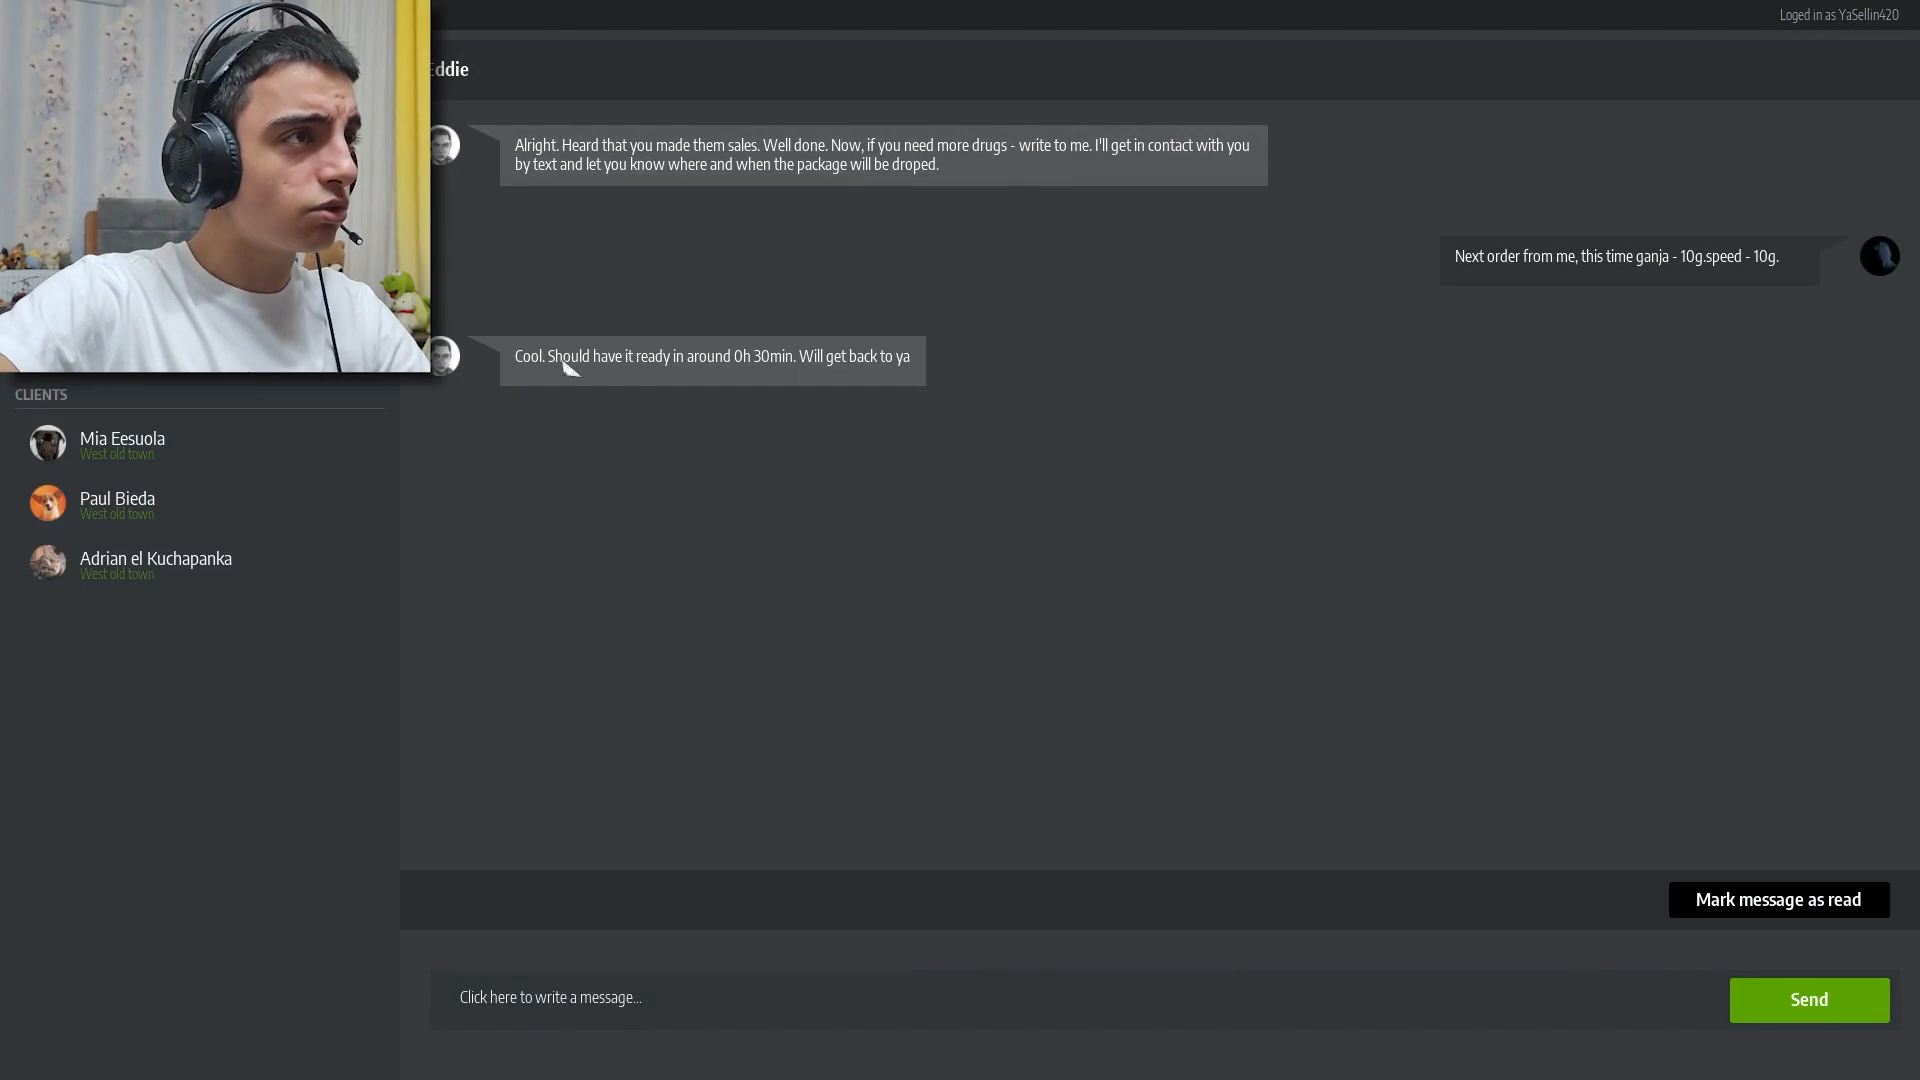 Loged in as YaSellin420
Eddie
Alright. Heard that you made them sales. Well done. Now, if you need more drugs - write to me. I'll get in contact with you
by text and let you know where and when the package will be droped.
Next order from me, this time ganja - 10g.speed - 10g.
Cool. Should have it ready in around 0h 30min. Will get back to ya
CLIENTS
Mia Eesuola
West old town
Paul Bieda
West old town
Adrian el Kuchapanka
West old town
Mark message as read
Click here to write a message...
Send